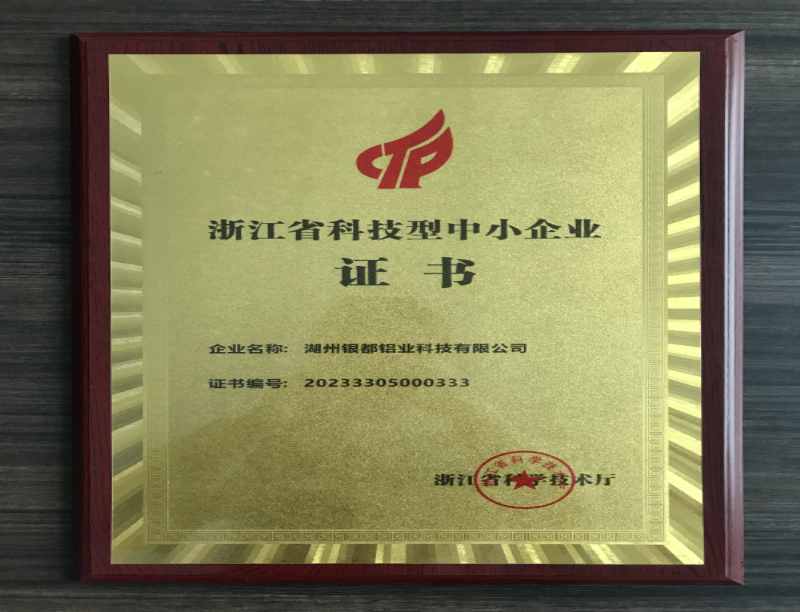 CTP
浙江省科技型中小企业
证书
企业名称: 湖州银都铝业科技有限公司
证书编号: 20233305000333
浙江省科学技术厅